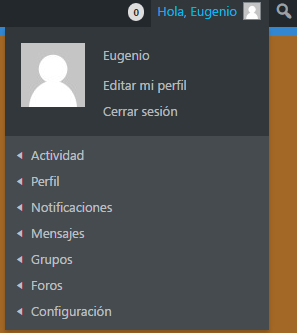 0
Hola, Eugenio
Eugenio
Editar mi perfil
Cerrar sesión
Actividad
Perfil
Notificaciones
Mensajes
Grupos
Foros
Configuración